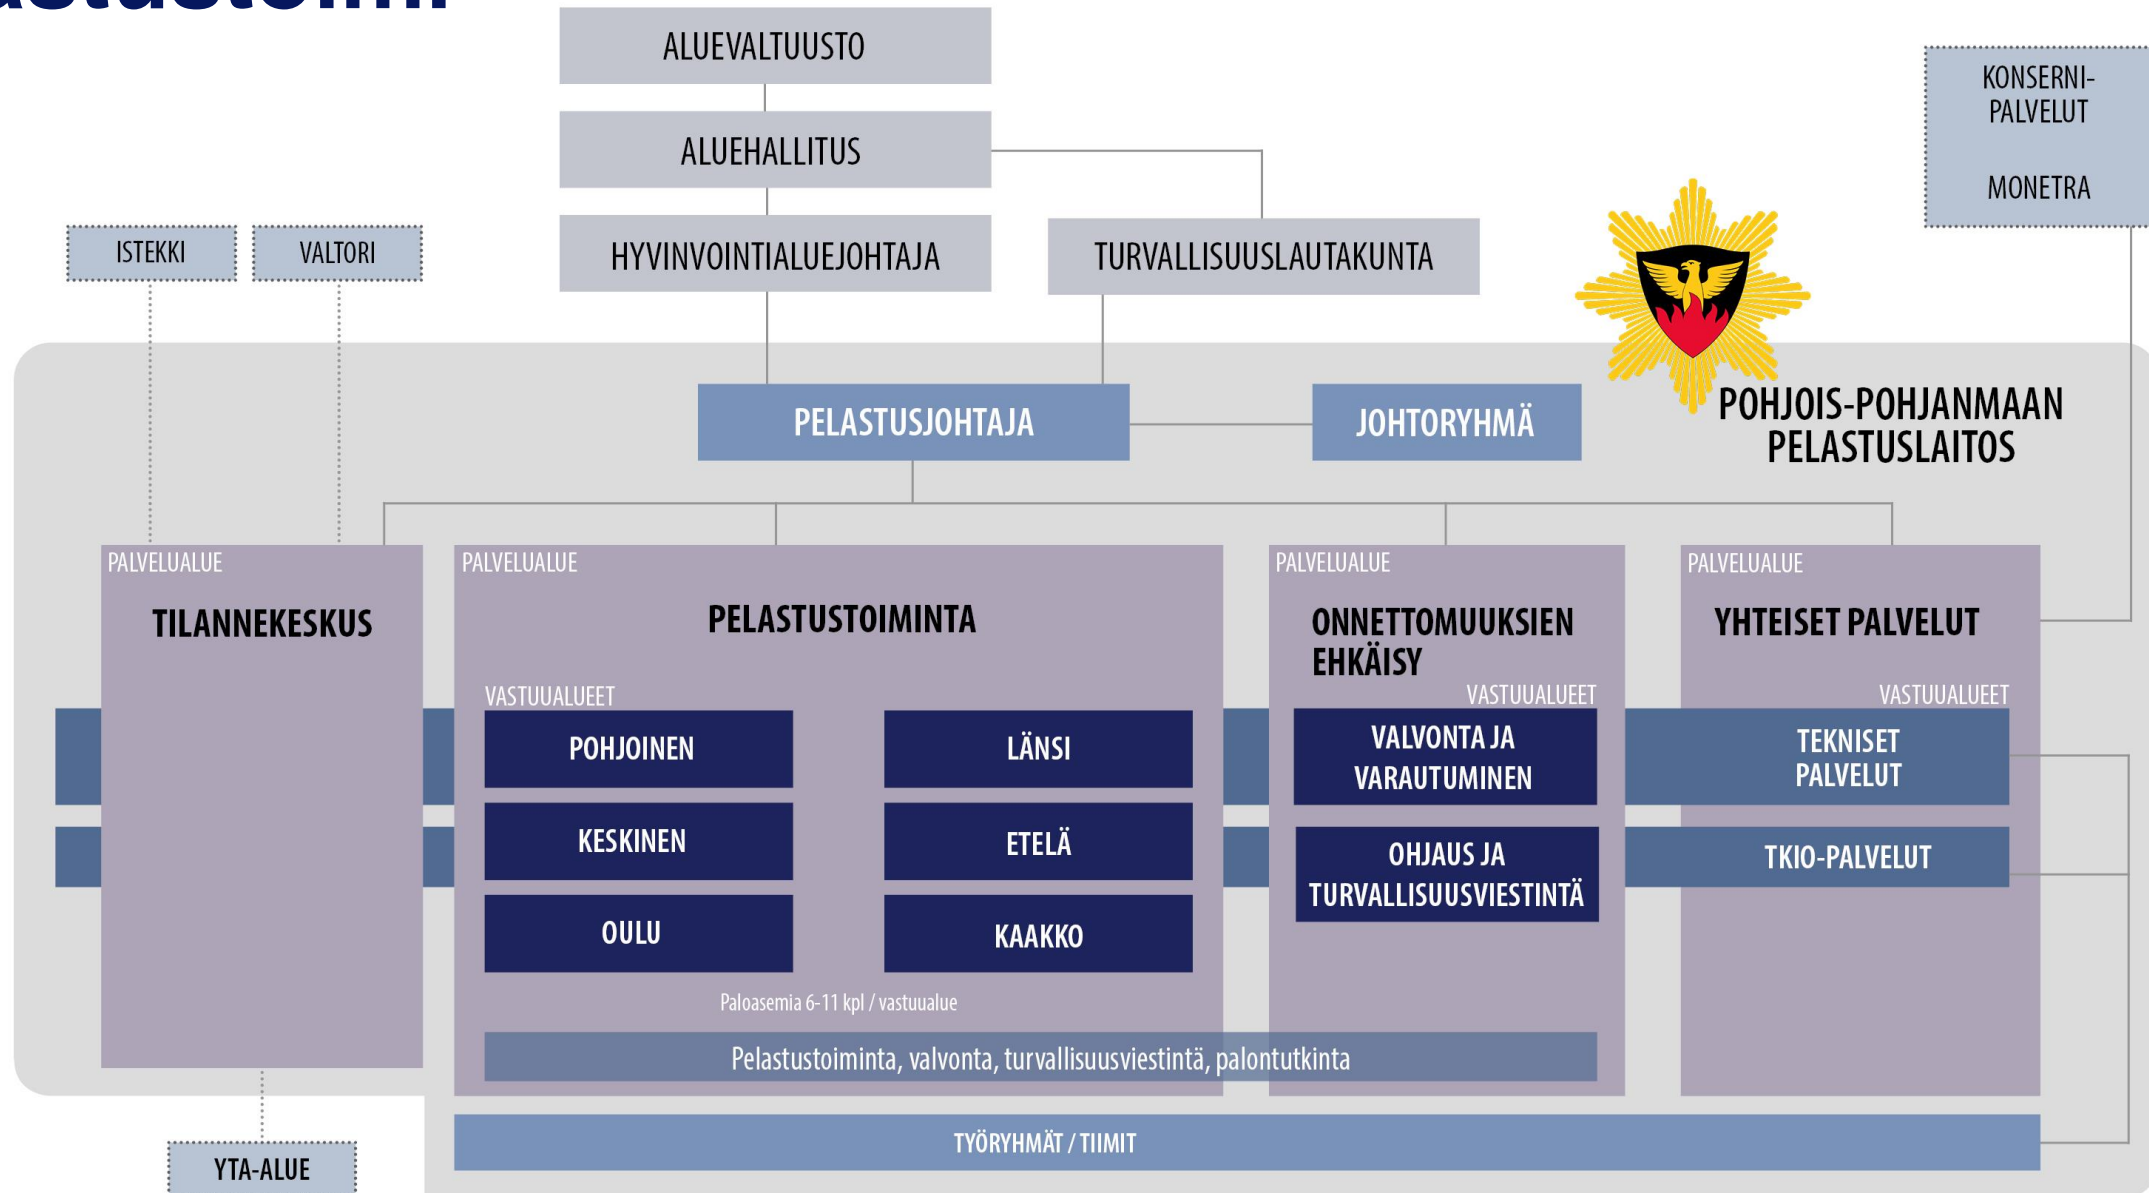 ALUEVALTUUSTO
KONSERNI-
PALVELUT
MONETRA
ALUEHALLITUS
HYVINVOINTIALUEJOHTAJA
TURVALLISUUSLAUTAKUNTA
ISTEKKI
VALTORI
PELASTUSJOHTAJA
JOHTORYHMÄ
POHJOIS-POHJANMAAN
PELASTUSLAITOS
PALVELUALUE
TILANNEKESKUS
PALVELUALUE
PELASTUSTOIMINTA
VASTUUALUEET
POHJOINEN
LÄNSI
KESKINEN
ETELÄ
OULU
KAAKKO
Paloasemia 6-11 kpl / vastuualue
PALVELUALUE
ONNETTOMUUKSIEN
EHKÄISY
VASTUUALUEET
VALVONTA JA
VARAUTUMINEN
OHJAUS JA
TURVALLISUUSVIESTINTÄ
PALVELUALUE
YHTEISET PALVELUT
VASTUUALUEET
TEKNISET
PALVELUT
TKIO-PALVELUT
Pelastustoiminta, valvonta, turvallisuusviestintä, palontutkinta
TYÖRYHMÄT / TIIMIT
YTA-ALUE